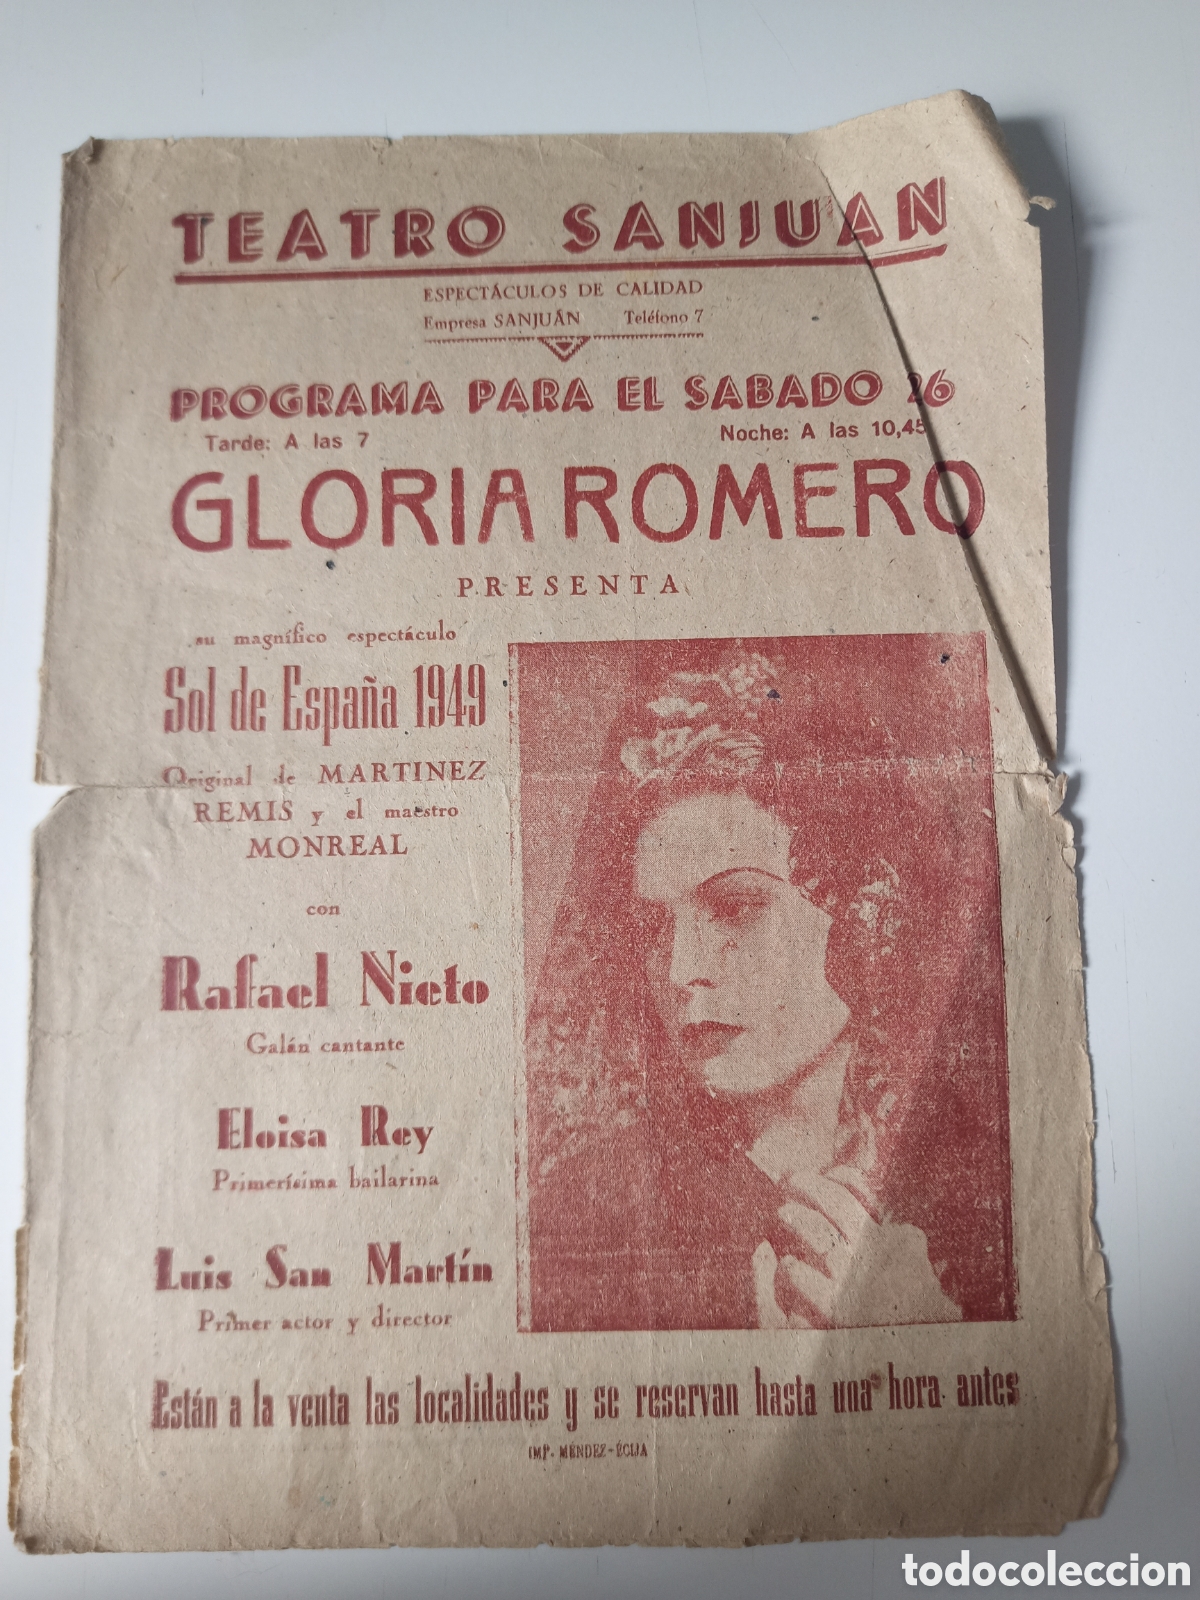 TEATRO SANJUAN
ESPECTÁCULOS DE CALIDAD
Empresa SANJUÁN Teléfono 7
PROGRAMA PARA EL SABADO 26
Tarde: A las 7 Noche: A las 10,45
GLORIA ROMERO
PRESENTA
su magnífico espectáculo
Sol de España 1949
Original de MARTINEZ
REMIS y el maestro
MONREAL
con
Rafael Nieto
Galán cantante
Eloisa Rey
Primerísima bailarina
Luis San Martín
Primer actor y director
Están a la venta las localidades y se reservan hasta una hora antes
IMP. MÉNDEZ-ÉCIJA
todocoleccion